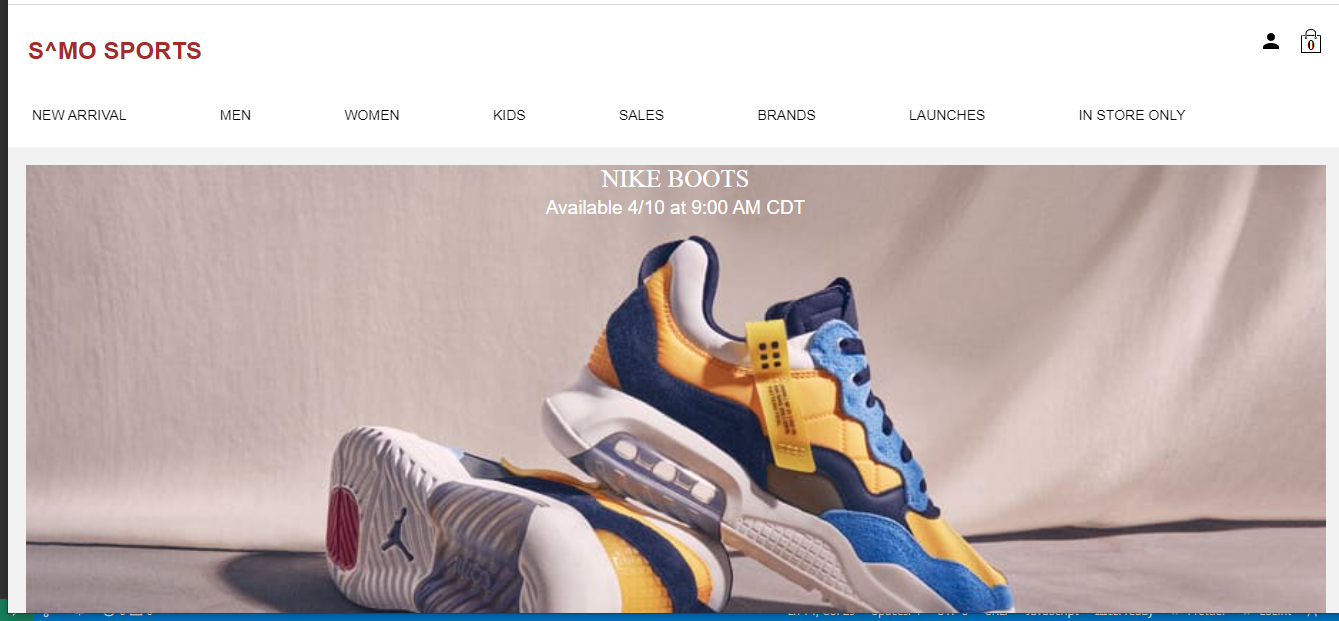 S^MO SPORTS
0
NEW ARRIVAL MEN WOMEN KIDS SALES BRANDS LAUNCHES IN STORE ONLY
NIKE BOOTS
Available 4/10 at 9:00 AM CDT